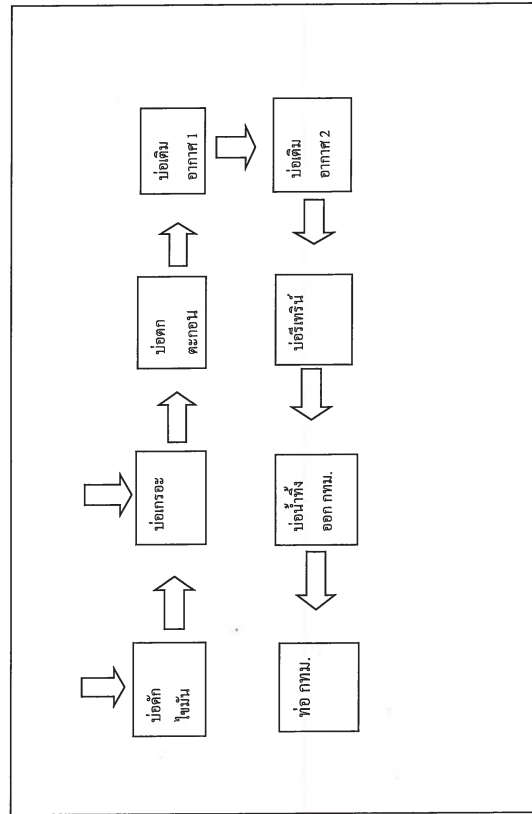 บ่อดัก
ไขมัน
บ่อเกรอะ
บ่อตก
ตะกอน
บ่อเติม
อากาศ 1
บ่อเติม
อากาศ 2
บ่อรีเทริน์
บ่อน้ำทิ้ง
ออก กทม.
ท่อ กทม.